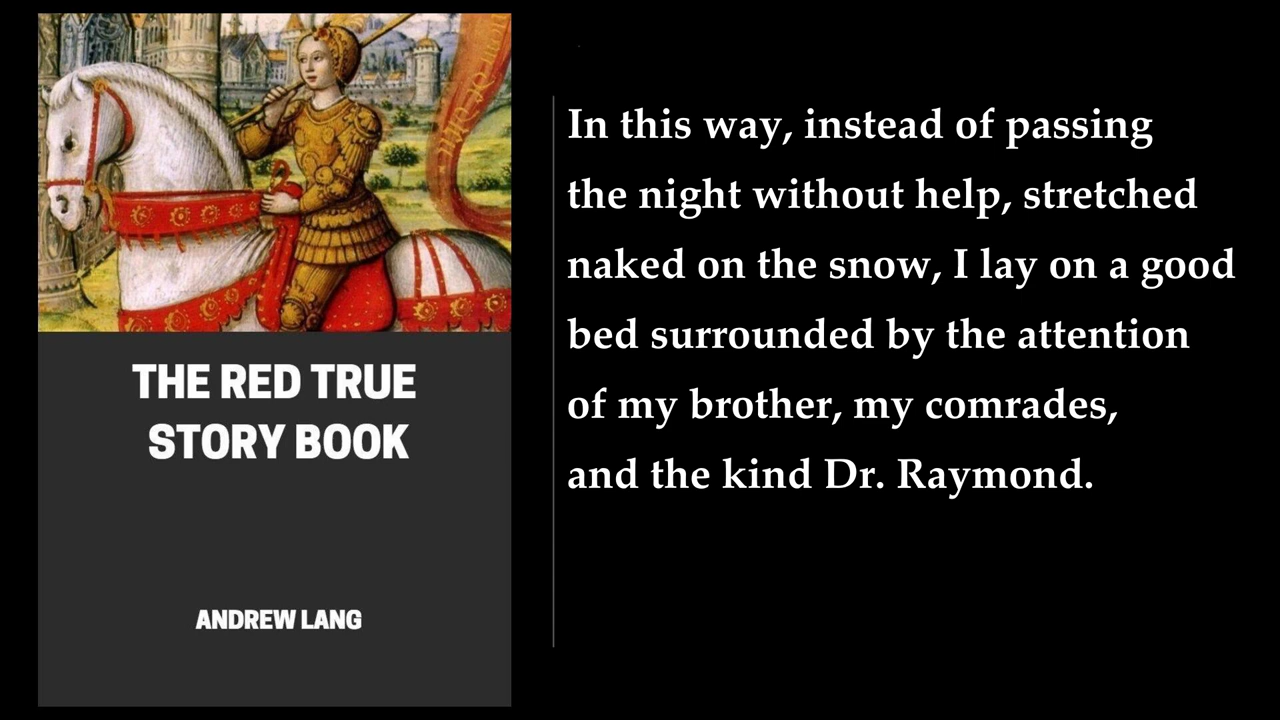 THE RED TRUE
STORY BOOK
ANDREW LANG
In this way, instead of passing
the night without help, stretched
naked on the snow, I lay on a good
bed surrounded by the attention
of my brother, my comrades,
and the kind Dr. Raymond.